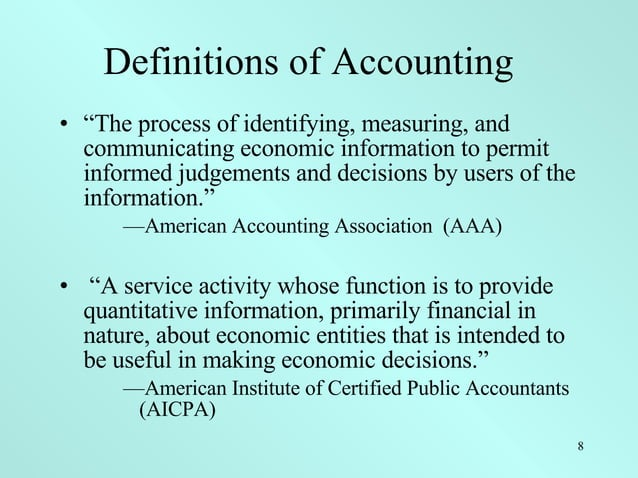 Definitions of Accounting
• “The process of identifying, measuring, and
communicating economic information to permit
informed judgements and decisions by users of the
information.”
—American Accounting Association (AAA)
• “A service activity whose function is to provide
quantitative information, primarily financial in
nature, about economic entities that is intended to
be useful in making economic decisions.”
—American Institute of Certified Public Accountants
(AICPA)
8